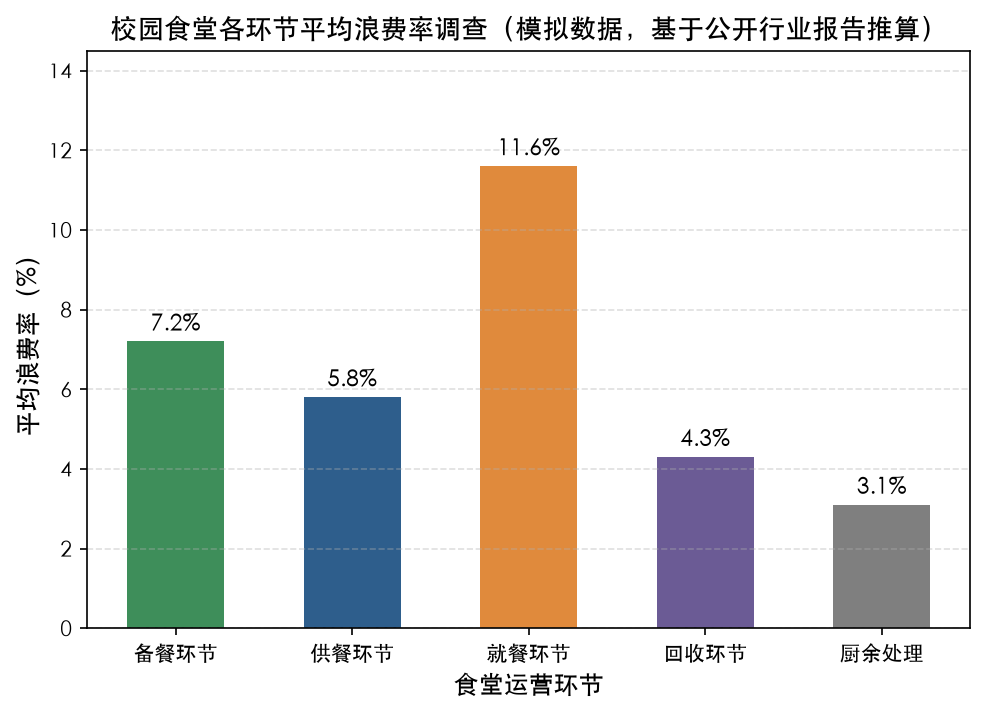 校园食堂各环节平均浪费率调查（模拟数据，基于公开行业报告推算）
平均浪费率（%）
14
12
10
8
6
4
2
0
7.2%
5.8%
11.6%
4.3%
3.1%
备餐环节
供餐环节
就餐环节
回收环节
厨余处理
食堂运营环节